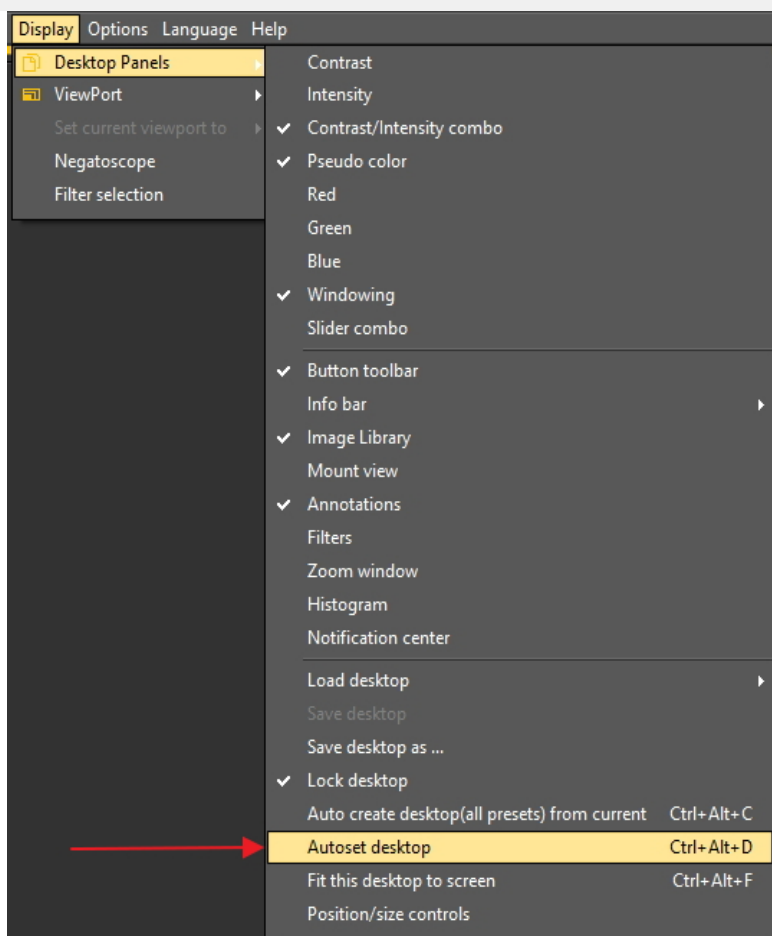 Display Options Language Help
Desktop Panels
ViewPort
Set current viewport to
Negatoscope
Filter selection
Contrast
Intensity
Contrast/Intensity combo
Pseudo color
Red
Green
Blue
Windowing
Slider combo
Button toolbar
Info bar
Image Library
Mount view
Annotations
Filters
Zoom window
Histogram
Notification center
Load desktop
Save desktop
Save desktop as ...
Lock desktop
Auto create desktop(all presets) from current Ctrl+Alt+C
Autoset desktop Ctrl+Alt+D
Fit this desktop to screen Ctrl+Alt+F
Position/size controls